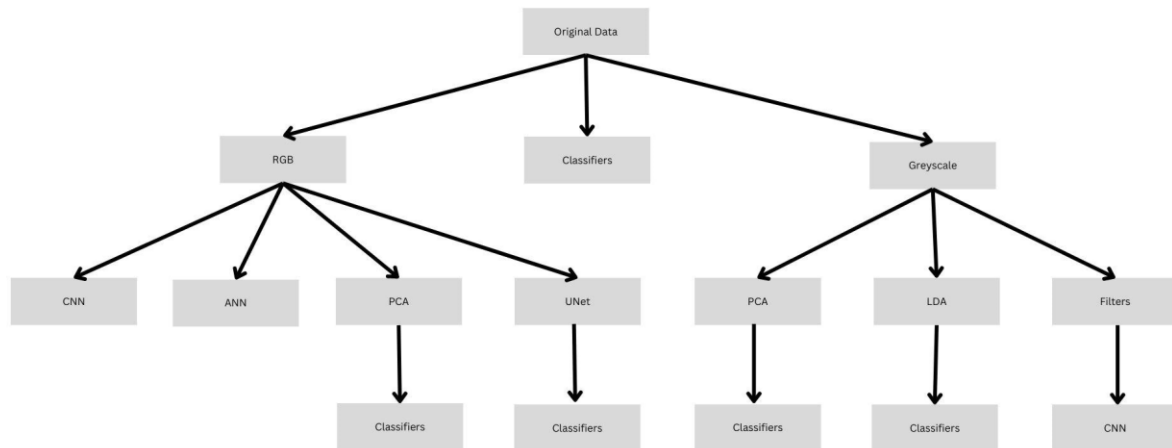 Original Data
RGB
Classifiers
Greyscale
CNN
ANN
PCA
UNet
PCA
LDA
Filters
Classifiers
Classifiers
Classifiers
Classifiers
CNN